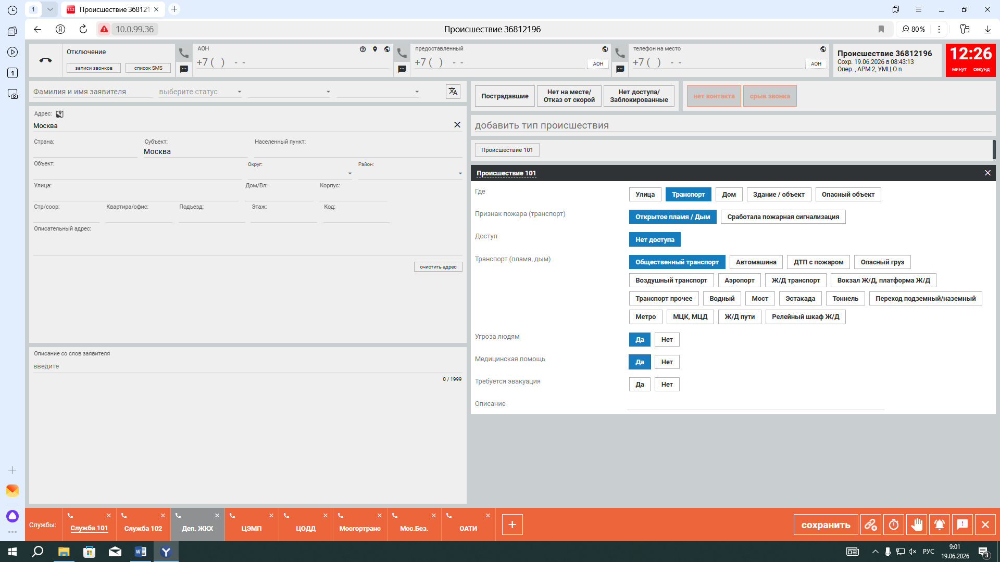 1
Происшествие 368121
10.0.99.36
Происшествие 36812196
80 %
1
Отключение
записи звонков
список SMS
АОН
+7 ( ) - -
предоставленный
+7 ( ) - -
АОН
телефон на место
+7 ( ) - -
АОН
Происшествие 36812196
Сохр. 19.06.2026 в 08:43:13
Опер. , АРМ 2, УМЦ О п
12:26
минут секунд
Фамилия и имя заявителя
выберите статус
Пострадавшие
Нет на месте/
Отказ от скорой
Нет доступа/
Заблокированные
нет контакта
срыв звонка
Адрес:
Москва
добавить тип происшествия
Страна:
Субъект:
Населенный пункт:
Москва
Происшествие 101
Объект:
Округ:
Район:
Происшествие 101
Улица:
Дом/Вл:
Корпус:
Стр/соор:
Квартира/офис:
Подъезд:
Этаж:
Код:
Описательный адрес:
очистить адрес
Где
Улица
Транспорт
Дом
Здание / объект
Опасный объект
Признак пожара (транспорт)
Открытое пламя / Дым
Сработала пожарная сигнализация
Доступ
Нет доступа
Транспорт (пламя, дым)
Общественный транспорт
Автомашина
ДТП с пожаром
Опасный груз
Воздушный транспорт
Аэропорт
Ж/Д транспорт
Вокзал Ж/Д, платформа Ж/Д
Транспорт прочее
Водный
Мост
Эстакада
Тоннель
Переход подземный/наземный
Метро
МЦК, МЦД
Ж/Д пути
Релейный шкаф Ж/Д
Угроза людям
Да
Нет
Медицинская помощь
Да
Нет
Требуется эвакуация
Да
Нет
Описание
Описание со слов заявителя
введите
0 / 1999
Службы:
Служба 101
Служба 102
Деп. ЖКХ
ЦЭМП
ЦОДД
Мосгортранс
Мос.Без.
ОАТИ
+
сохранить
РУС
9:01
19.06.2026
3